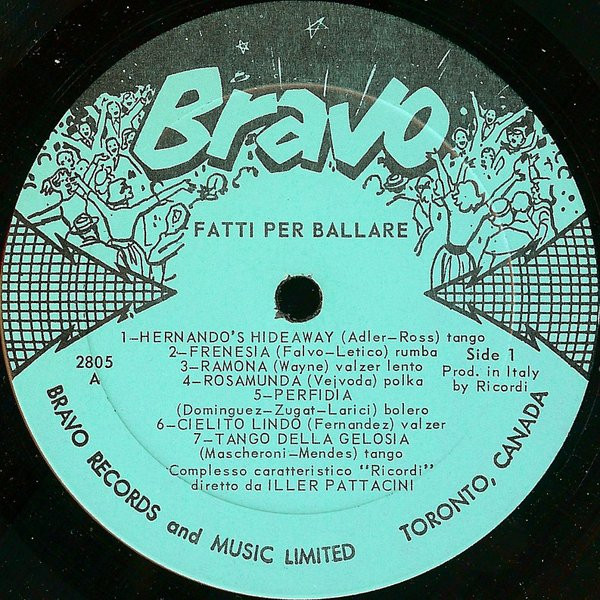 Bravo
FATTI PER BALLARE
1—HERNANDO'S HIDEAWAY (Adler—Ross) tango
2—FRENESIA (Falvo—Letico) rumba
3—RAMONA (Wayne) valzer lento
4—ROSAMUNDA (Vejvoda) polka
5—PERFIDIA
(Dominguez—Zugat—Larici) bolero
6—CIELITO LINDO (Fernandez) valzer
7—TANGO DELLA GELOSIA
(Mascheroni—Mendes) tango
Complesso caratteristico "Ricordi"
diretto da ILLER PATTACINI
2805
A
Side 1
Prod. in Italy
by Ricordi
BRAVO RECORDS and MUSIC LIMITED TORONTO, CANADA